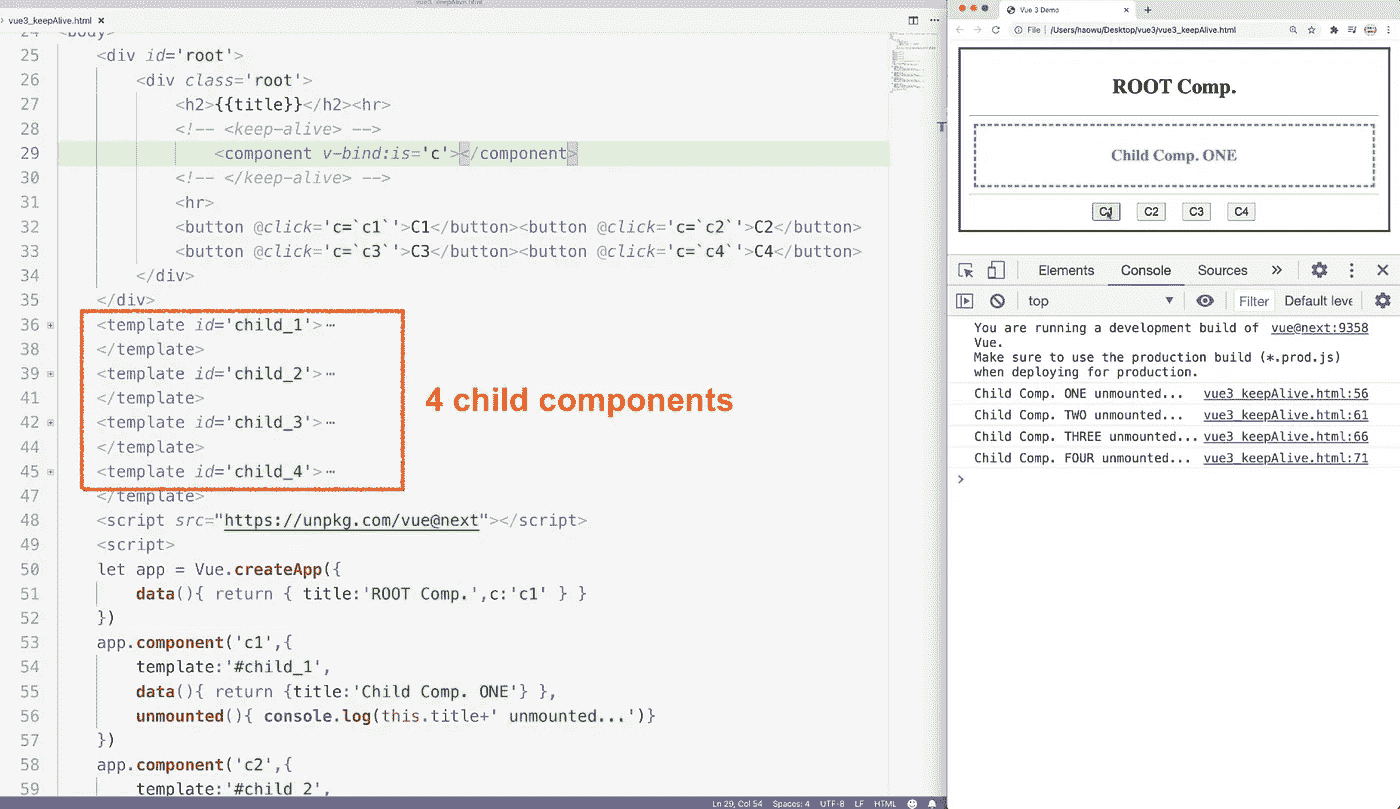 vue3_keepAlive.html
vue3_keepAlive.html ×
24 <body>
25 <div id='root'>
26 <div class='root'>
27 <h2>{{title}}</h2><hr>
28 <!-- <keep-alive> -->
29 <component v-bind:is='c'></component>
30 <!-- </keep-alive> -->
31 <hr>
32 <button @click='c=`c1`'>C1</button><button @click='c=`c2`'>C2</button>
33 <button @click='c=`c3`'>C3</button><button @click='c=`c4`'>C4</button>
34 </div>
35 </div>
36 <template id='child_1'>⋯
38 </template>
39 <template id='child_2'>⋯
41 </template>
42 <template id='child_3'>⋯
44 </template>
45 <template id='child_4'>⋯
47 </template>
4 child components
48 <script src="https://unpkg.com/vue@next"></script>
49 <script>
50 let app = Vue.createApp({
51 data(){ return { title:'ROOT Comp.',c:'c1' } }
52 })
53 app.component('c1',{
54 template:'#child_1',
55 data(){ return {title:'Child Comp. ONE'} },
56 unmounted(){ console.log(this.title+' unmounted...')}
57 })
58 app.component('c2',{
59 template:'#child_2',
Ln 29, Col 54 Spaces: 4 UTF-8 LF HTML
Vue 3 Demo × +
File /Users/haowu/Desktop/vue3/vue3_keepAlive.html
ROOT Comp.
Child Comp. ONE
C1 C2 C3 C4
Elements Console Sources »
top Filter Default leve
You are running a development build of vue@next:9358
Vue.
Make sure to use the production build (*.prod.js)
when deploying for production.
Child Comp. ONE unmounted... vue3_keepAlive.html:56
Child Comp. TWO unmounted... vue3_keepAlive.html:61
Child Comp. THREE unmounted... vue3_keepAlive.html:66
Child Comp. FOUR unmounted... vue3_keepAlive.html:71